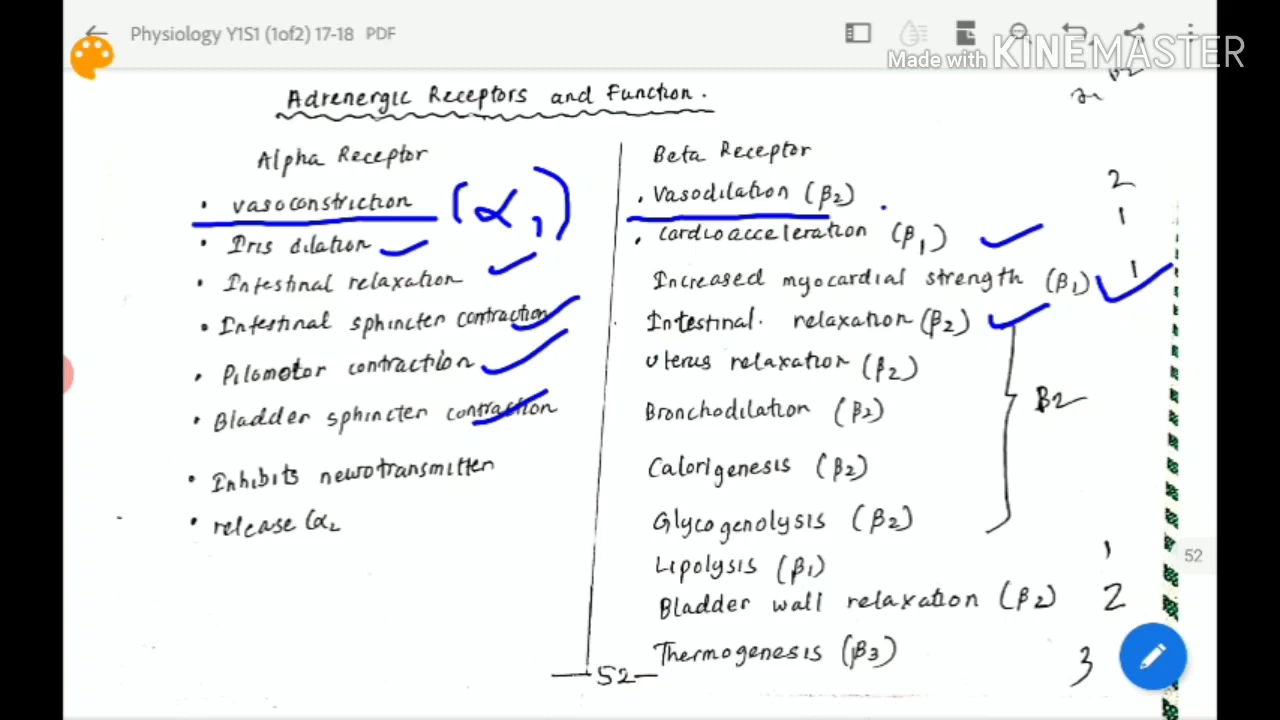 Physiology Y1S1 (1of2) 17-18 PDF
Made with KINEMASTER
β2
Adrenergic Receptors and Function.
Alpha Receptor
• vasoconstriction (α1)
• Iris dilation
• Intestinal relaxation
• Intestinal sphincter contraction
• Pilomotor contraction
• Bladder sphincter contraction
• Inhibits neurotransmitter
• release (α2
Beta Receptor
• Vasodilation (β2) 2
• Cardioacceleration (β1) 1
Increased myocardial strength (β1) 1
Intestinal. relaxation (β2)
Uterus relaxation (β2)
Bronchodilation (β2) β2
Calorigenesis (β2)
Glycogenolysis (β2)
Lipolysis (β1) 1
Bladder wall relaxation (β2) 2
Thermogenesis (β3) 3
—52—
52